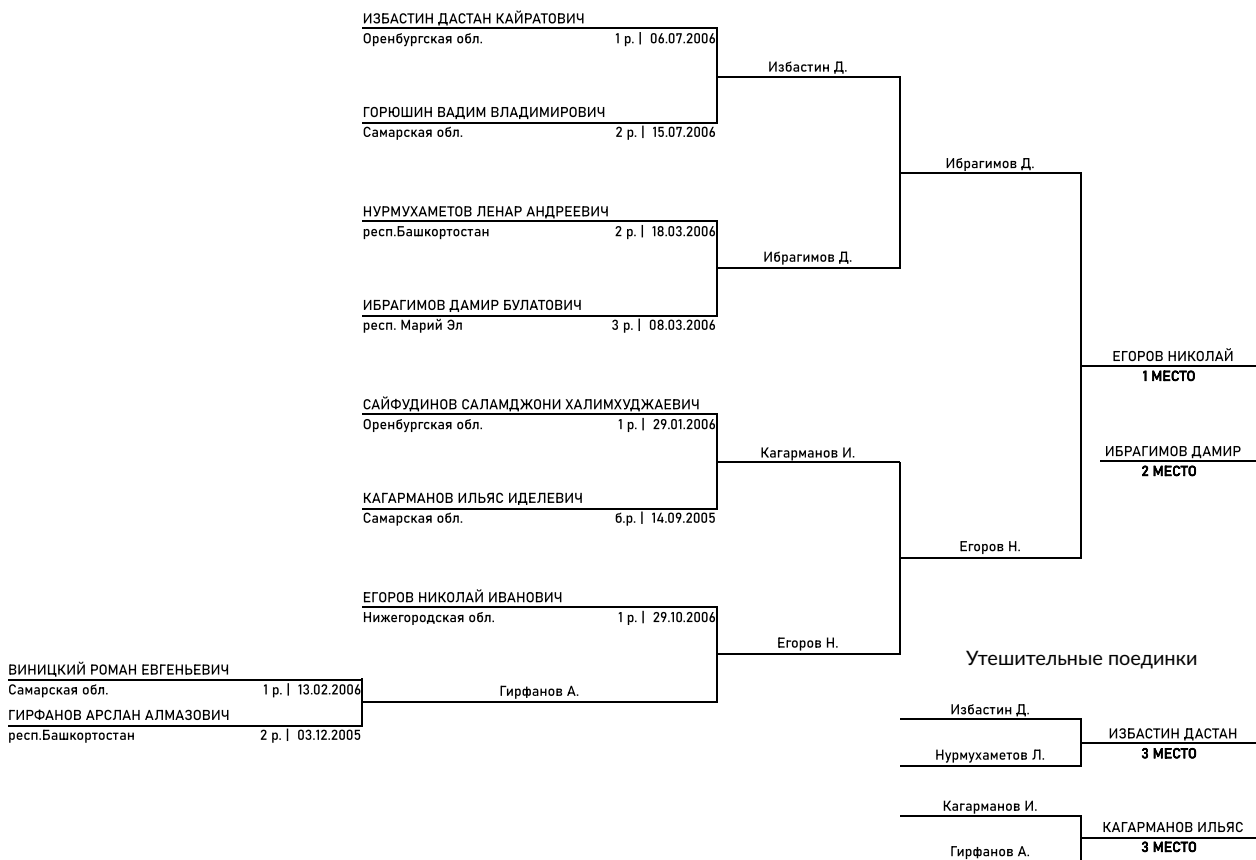 ИЗБАСТИН ДАСТАН КАЙРАТОВИЧ
Оренбургская обл. 1 р. | 06.07.2006
Избастин Д.
ГОРЮШИН ВАДИМ ВЛАДИМИРОВИЧ
Самарская обл. 2 р. | 15.07.2006
Ибрагимов Д.
НУРМУХАМЕТОВ ЛЕНАР АНДРЕЕВИЧ
респ.Башкортостан 2 р. | 18.03.2006
Ибрагимов Д.
ИБРАГИМОВ ДАМИР БУЛАТОВИЧ
респ. Марий Эл 3 р. | 08.03.2006
ЕГОРОВ НИКОЛАЙ
1 МЕСТО
САЙФУДИНОВ САЛАМДЖОНИ ХАЛИМХУДЖАЕВИЧ
Оренбургская обл. 1 р. | 29.01.2006
Кагарманов И.
ИБРАГИМОВ ДАМИР
2 МЕСТО
КАГАРМАНОВ ИЛЬЯС ИДЕЛЕВИЧ
Самарская обл. б.р. | 14.09.2005
Егоров Н.
ЕГОРОВ НИКОЛАЙ ИВАНОВИЧ
Нижегородская обл. 1 р. | 29.10.2006
Егоров Н.
Утешительные поединки
ВИНИЦКИЙ РОМАН ЕВГЕНЬЕВИЧ
Самарская обл. 1 р. | 13.02.2006
Гирфанов А.
ГИРФАНОВ АРСЛАН АЛМАЗОВИЧ
респ.Башкортостан 2 р. | 03.12.2005
Избастин Д.
ИЗБАСТИН ДАСТАН
3 МЕСТО
Нурмухаметов Л.
Кагарманов И.
КАГАРМАНОВ ИЛЬЯС
3 МЕСТО
Гирфанов А.